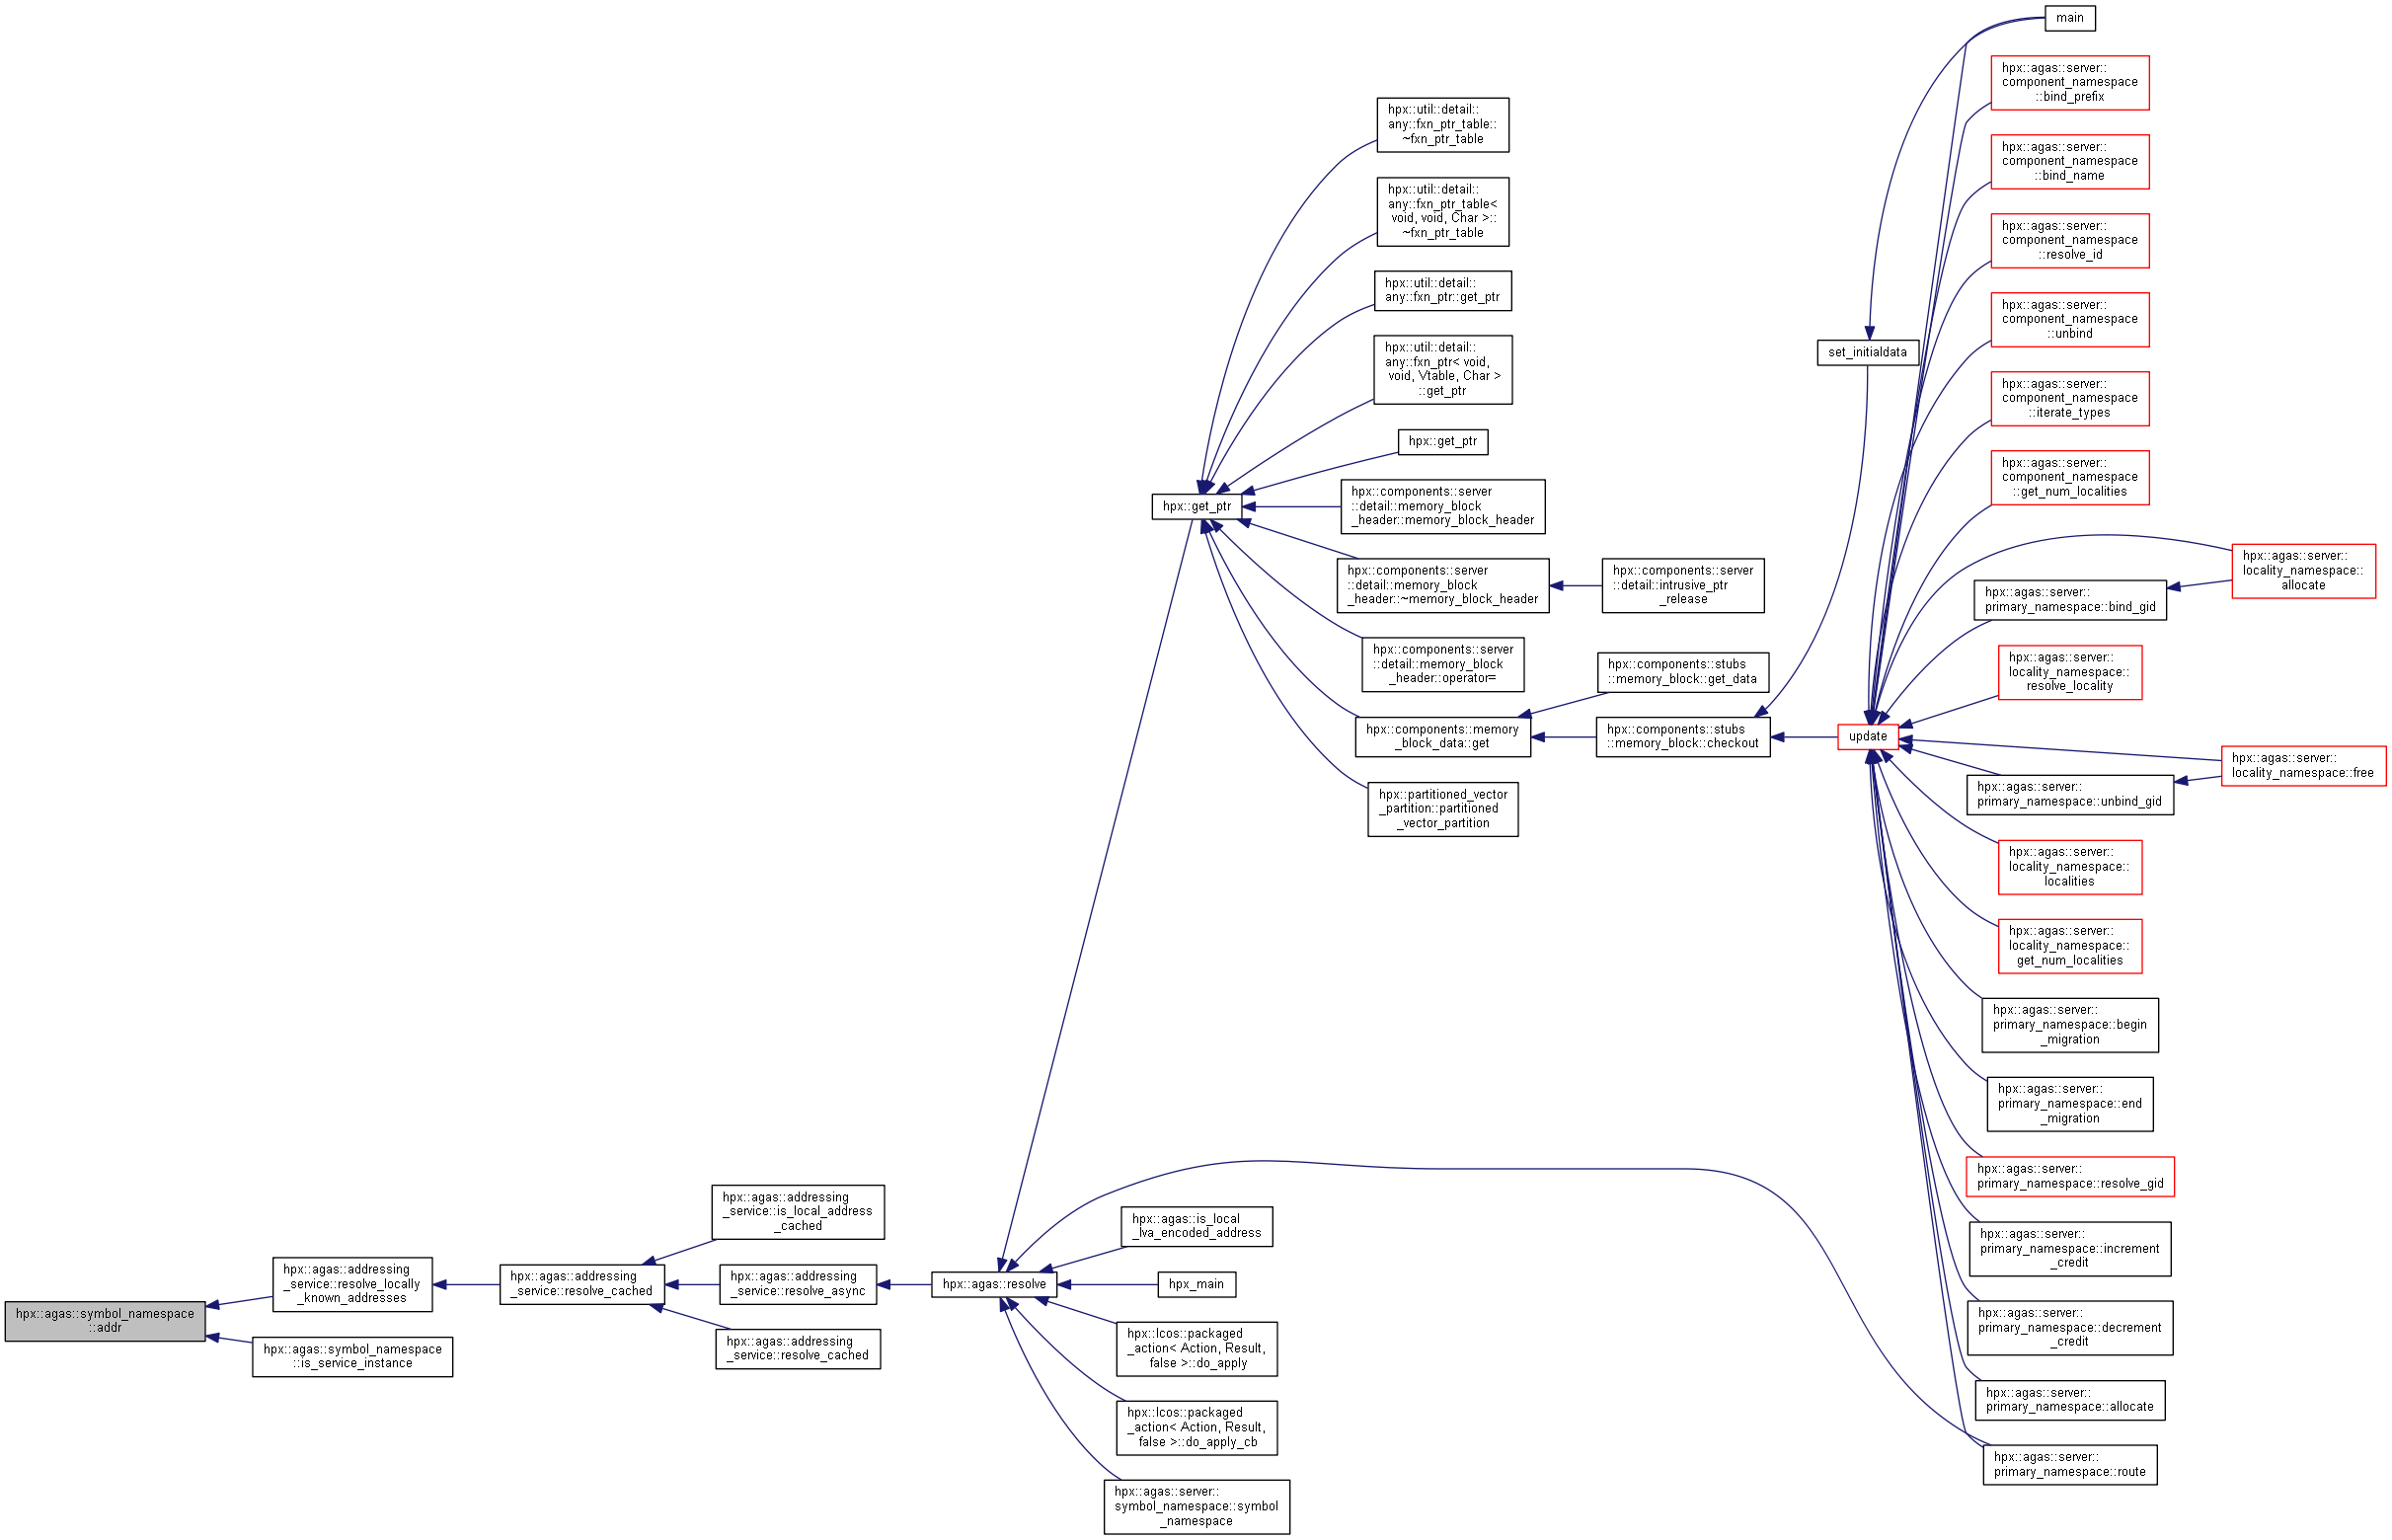 main
hpx::agas::server::
component_namespace
::bind_prefix
hpx::agas::server::
component_namespace
::bind_name
hpx::agas::server::
component_namespace
::resolve_id
hpx::agas::server::
component_namespace
::unbind
hpx::agas::server::
component_namespace
::iterate_types
hpx::agas::server::
component_namespace
::get_num_localities
hpx::agas::server::
locality_namespace::
allocate
hpx::agas::server::
primary_namespace::bind_gid
hpx::agas::server::
locality_namespace::
resolve_locality
hpx::agas::server::
locality_namespace::free
hpx::agas::server::
primary_namespace::unbind_gid
hpx::agas::server::
locality_namespace::
localities
hpx::agas::server::
locality_namespace::
get_num_localities
hpx::agas::server::
primary_namespace::begin
_migration
hpx::agas::server::
primary_namespace::end
_migration
hpx::agas::server::
primary_namespace::resolve_gid
hpx::agas::server::
primary_namespace::increment
_credit
hpx::agas::server::
primary_namespace::decrement
_credit
hpx::agas::server::
primary_namespace::allocate
hpx::agas::server::
primary_namespace::route
set_initialdata
update
hpx::util::detail::
any::fxn_ptr_table::
~fxn_ptr_table
hpx::util::detail::
any::fxn_ptr_table<
void, void, Char >::
~fxn_ptr_table
hpx::util::detail::
any::fxn_ptr::get_ptr
hpx::util::detail::
any::fxn_ptr< void,
void, Vtable, Char >
::get_ptr
hpx::get_ptr
hpx::get_ptr
hpx::components::server
::detail::memory_block
_header::memory_block_header
hpx::components::server
::detail::memory_block
_header::~memory_block_header
hpx::components::server
::detail::intrusive_ptr
_release
hpx::components::server
::detail::memory_block
_header::operator=
hpx::components::stubs
::memory_block::get_data
hpx::components::memory
_block_data::get
hpx::components::stubs
::memory_block::checkout
hpx::partitioned_vector
_partition::partitioned
_vector_partition
hpx::agas::addressing
_service::is_local_address
_cached
hpx::agas::is_local
_lva_encoded_address
hpx::agas::addressing
_service::resolve_locally
_known_addresses
hpx::agas::addressing
_service::resolve_cached
hpx::agas::addressing
_service::resolve_async
hpx::agas::resolve
hpx_main
hpx::agas::symbol_namespace
::addr
hpx::agas::symbol_namespace
::is_service_instance
hpx::agas::addressing
_service::resolve_cached
hpx::lcos::packaged
_action< Action, Result,
false >::do_apply
hpx::lcos::packaged
_action< Action, Result,
false >::do_apply_cb
hpx::agas::server::
symbol_namespace::symbol
_namespace